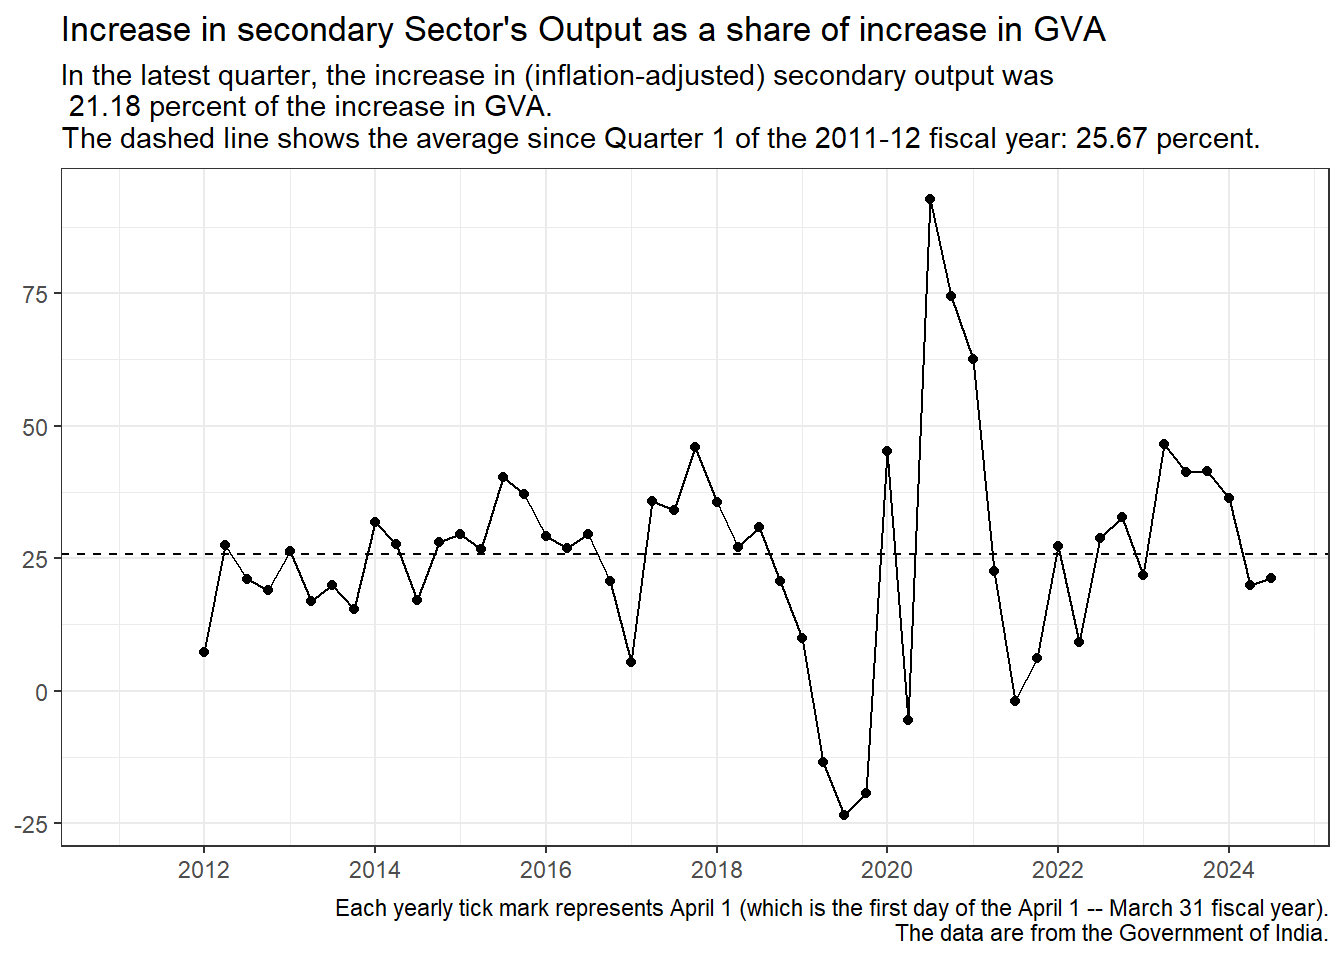 Increase in secondary Sector's Output as a share of increase in GVA
In the latest quarter, the increase in (inflation-adjusted) secondary output was
21.18 percent of the increase in GVA.
The dashed line shows the average since Quarter 1 of the 2011-12 fiscal year: 25.67 percent.
75
50
25
0
-25
2012 2014 2016 2018 2020 2022 2024
Each yearly tick mark represents April 1 (which is the first day of the April 1 -- March 31 fiscal year).
The data are from the Government of India.